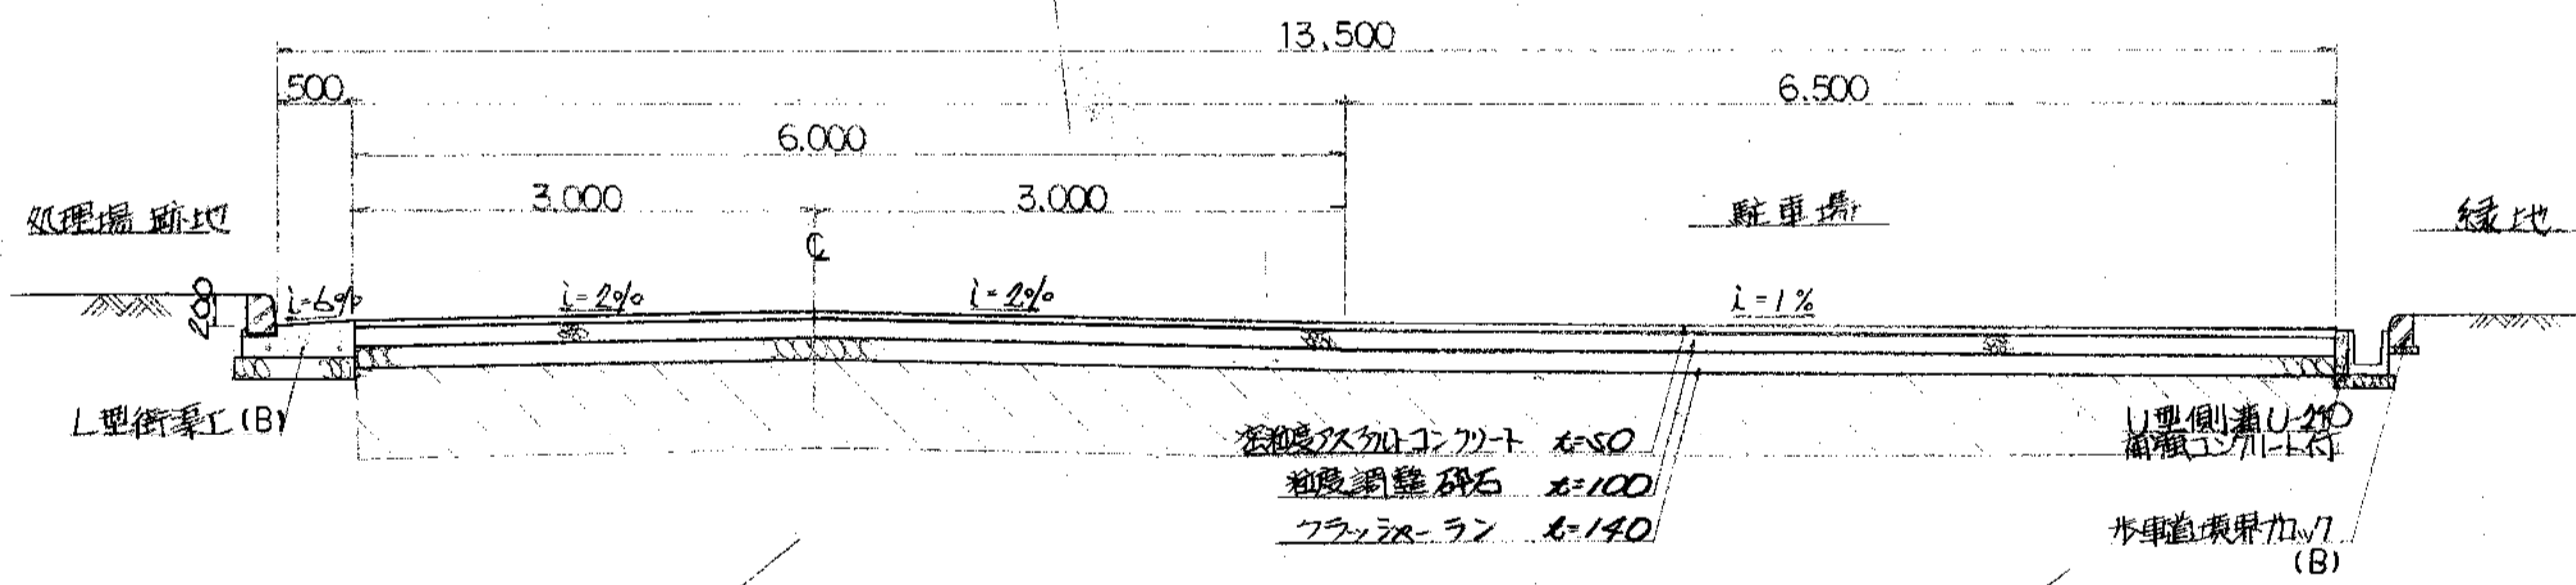 13,500
500
6.500
6.000
3.000
3.000
処理場跡地
駐車場
緑地
℄
200
i=6%
i=2%
i=2%
i=1%
L型街渠工(B)
密粒度アスファルトコンクリート t=50
粒度調整砕石 t=100
クラッシャーラン t=140
U型側溝U-240
歩車道境界ブロック
(B)